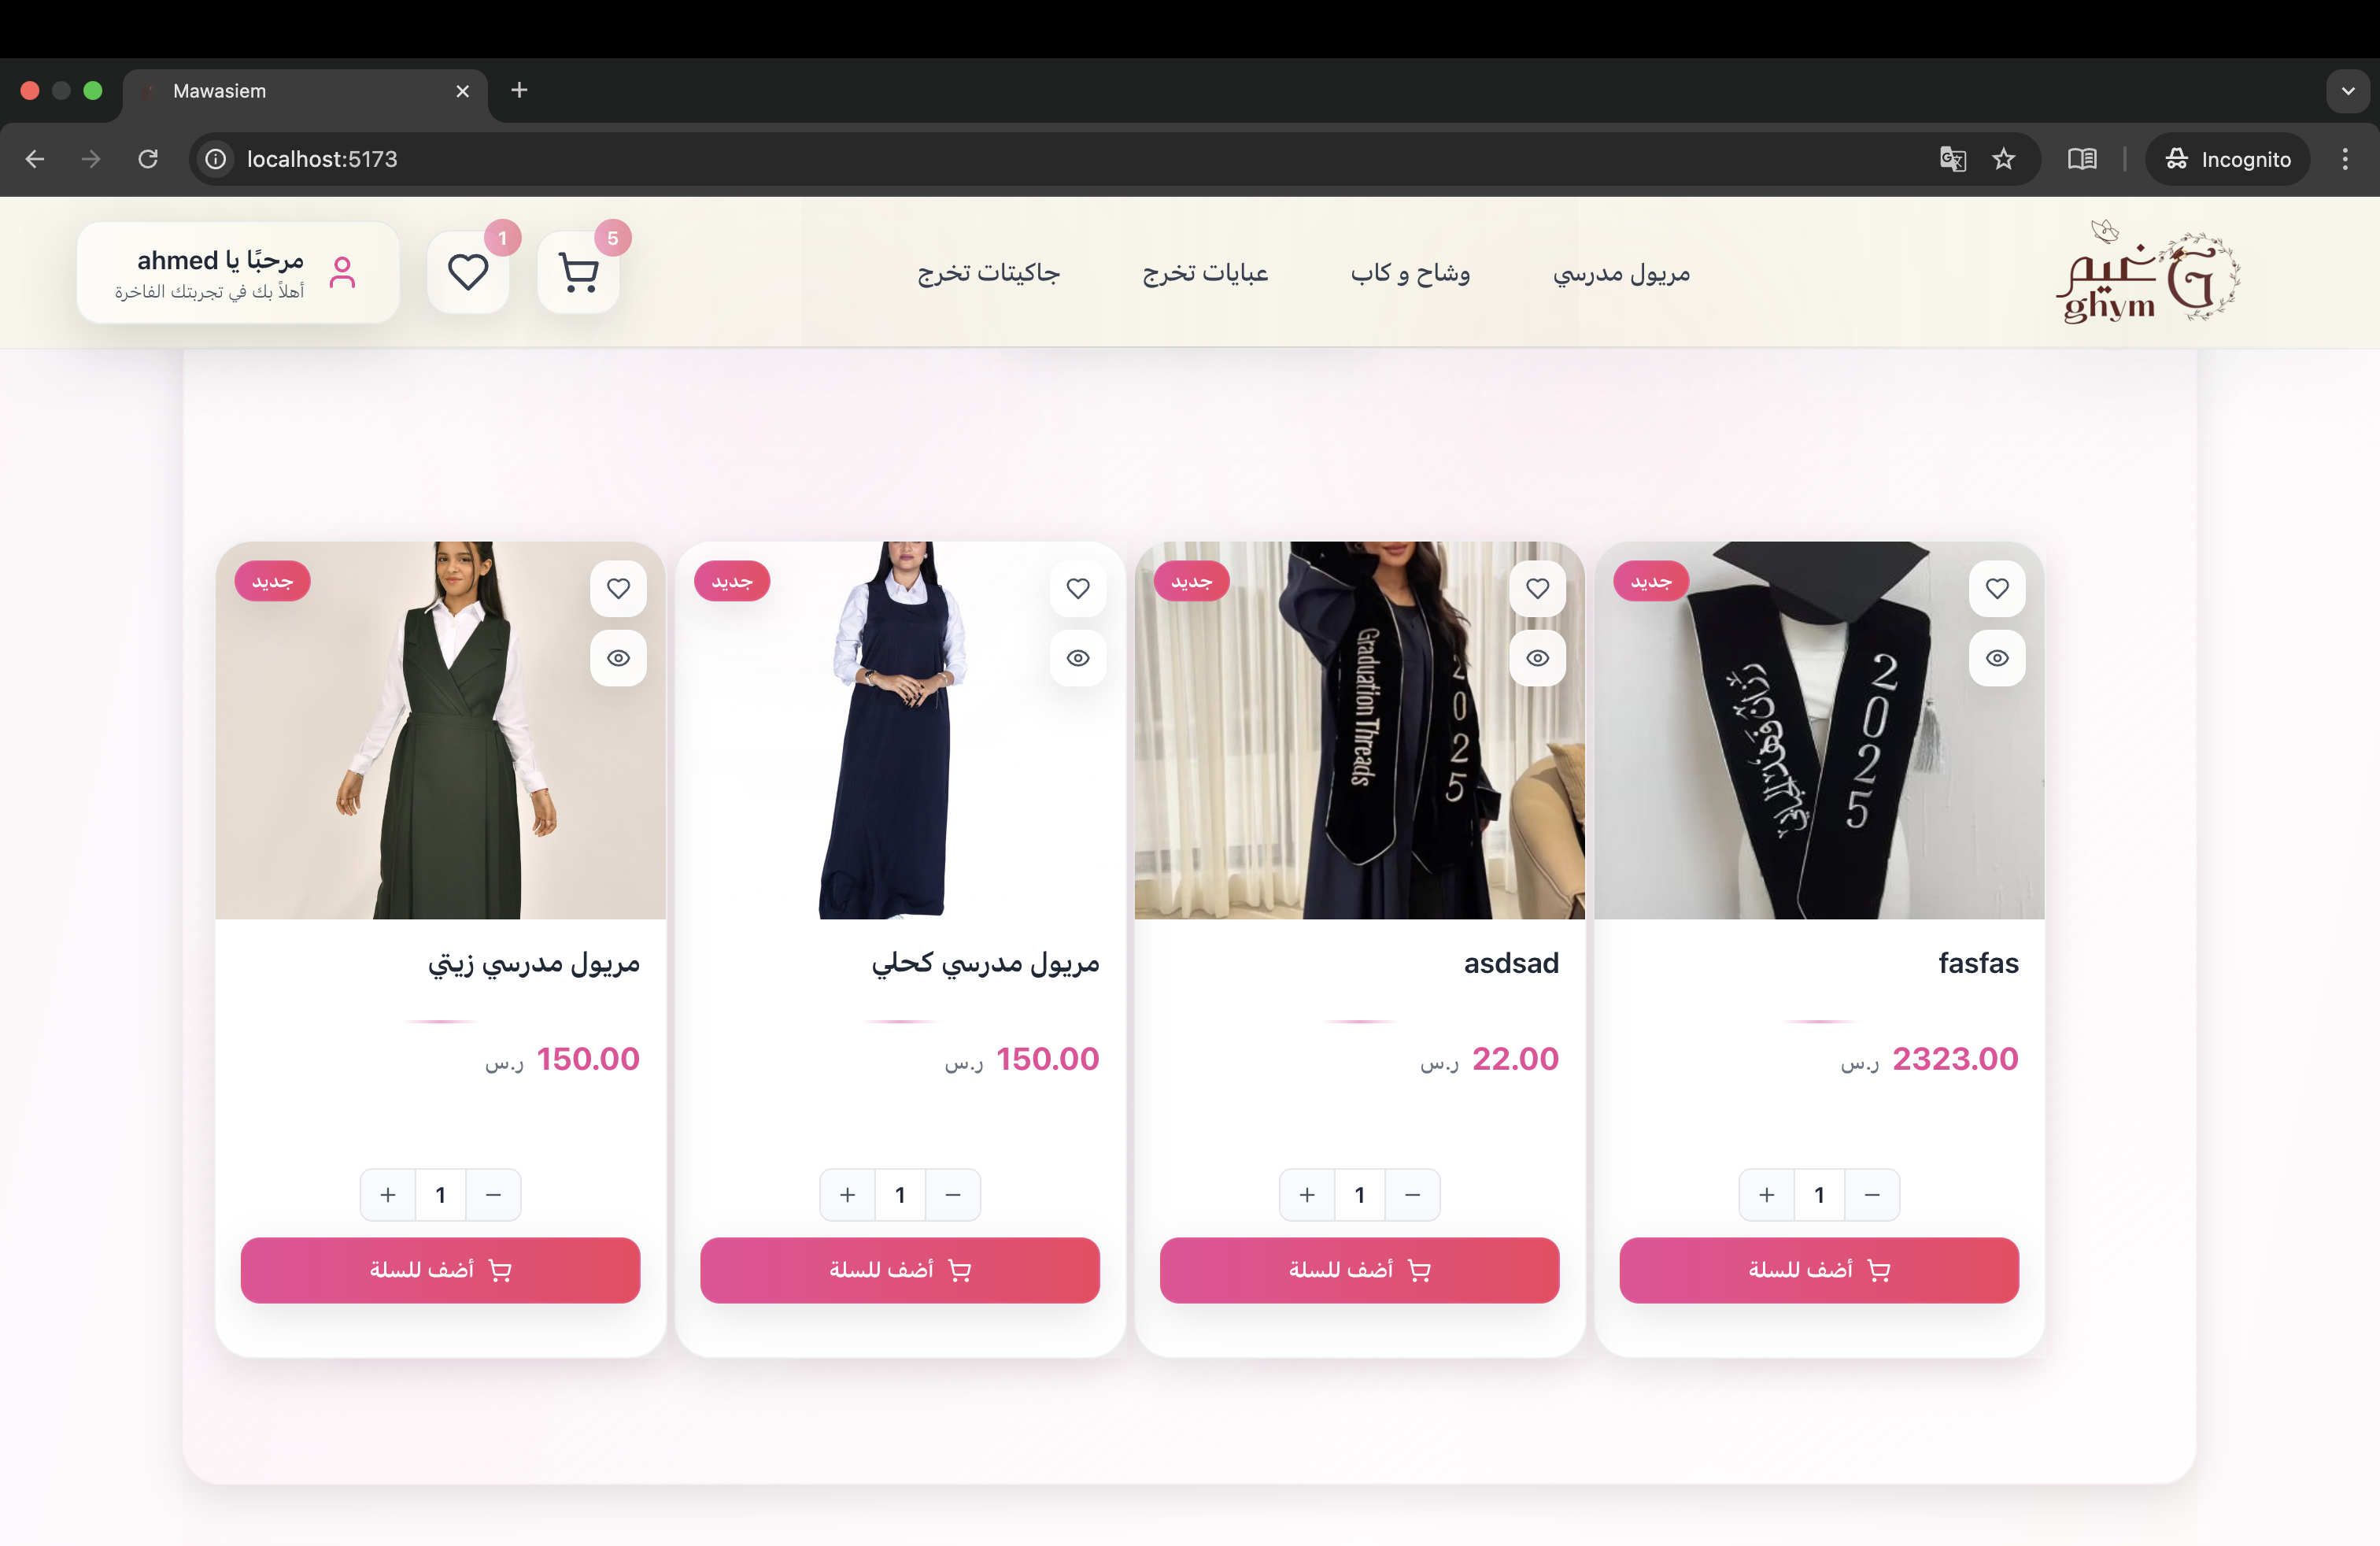 Mawasiem
localhost:5173
Incognito
غيم
ghym
مريول مدرسي
وشاح و كاب
عبايات تخرج
جاكيتات تخرج
5
1
مرحبًا يا ahmed
أهلاً بك في تجربتك الفاخرة
جديد
2025
fasfas
2323.00 ر.س
1
أضف للسلة
جديد
Graduation Threads
2025
asdsad
22.00 ر.س
1
أضف للسلة
جديد
مريول مدرسي كحلي
150.00 ر.س
1
أضف للسلة
جديد
مريول مدرسي زيتي
150.00 ر.س
1
أضف للسلة